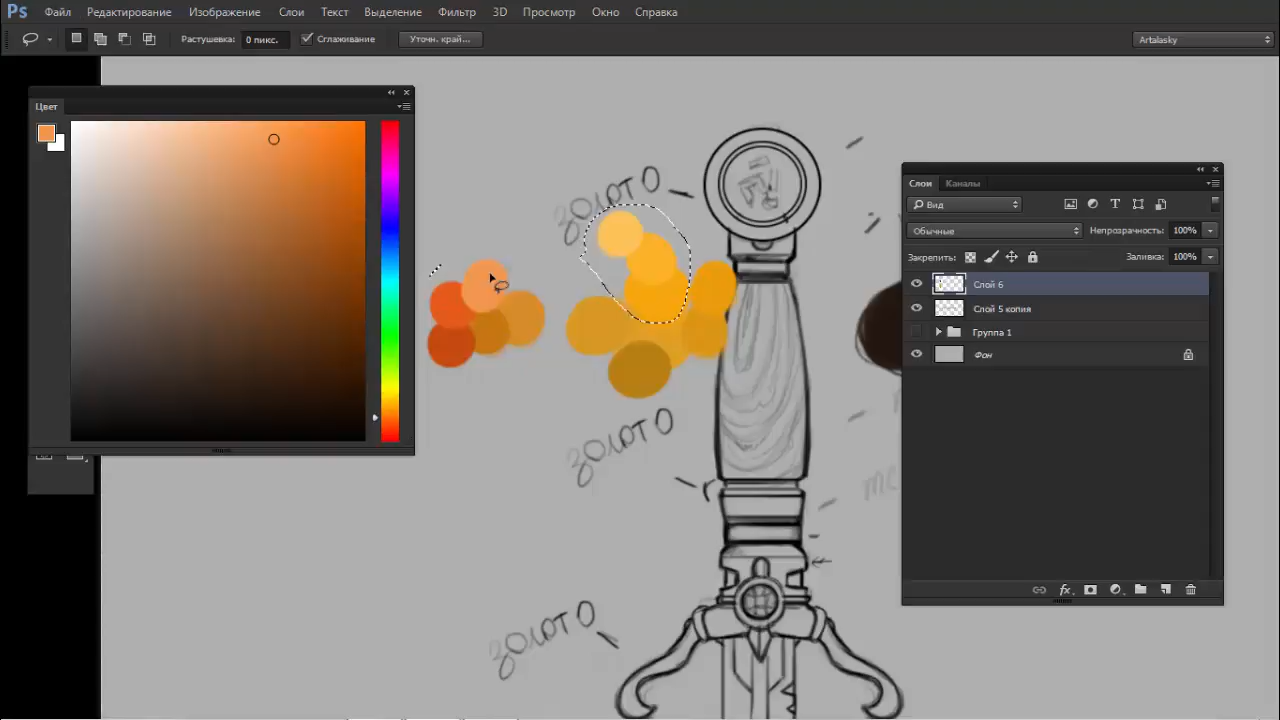 Ps Файл Редактирование Изображение Слои Текст Выделение Фильтр 3D Просмотр Окно Справка
Растушевка: 0 пикс. Сглаживание Уточн. край... Artalasky
Цвет
Слои Каналы
Вид
Обычные Непрозрачность: 100%
Закрепить: Заливка: 100%
Слой 6
Слой 5 копия
Группа 1
Фон
fx
золото
золото
золото